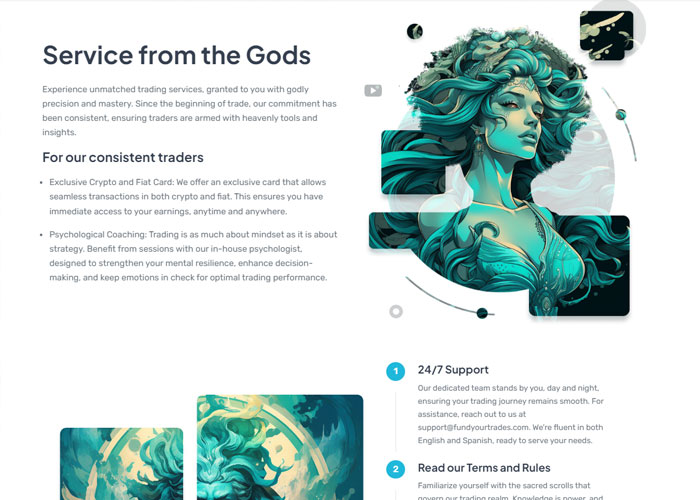 Service from the Gods
Experience unmatched trading services, granted to you with godly
precision and mastery. Since the beginning of trade, our commitment has
been consistent, ensuring traders are armed with heavenly tools and
insights.
For our consistent traders
Exclusive Crypto and Fiat Card: We offer an exclusive card that allows
seamless transactions in both crypto and fiat. This ensures you have
immediate access to your earnings, anytime and anywhere.
Psychological Coaching: Trading is as much about mindset as it is about
strategy. Benefit from sessions with our in-house psychologist,
designed to strengthen your mental resilience, enhance decision-
making, and keep emotions in check for optimal trading performance.
1
24/7 Support
Our dedicated team stands by you, day and night,
ensuring your trading journey remains smooth. For
assistance, reach out to us at
support@fundyourtrades.com. We're fluent in both
English and Spanish, ready to serve your needs.
2
Read our Terms and Rules
Familiarize yourself with the sacred scrolls that
govern our trading realm. Knowledge is power, and